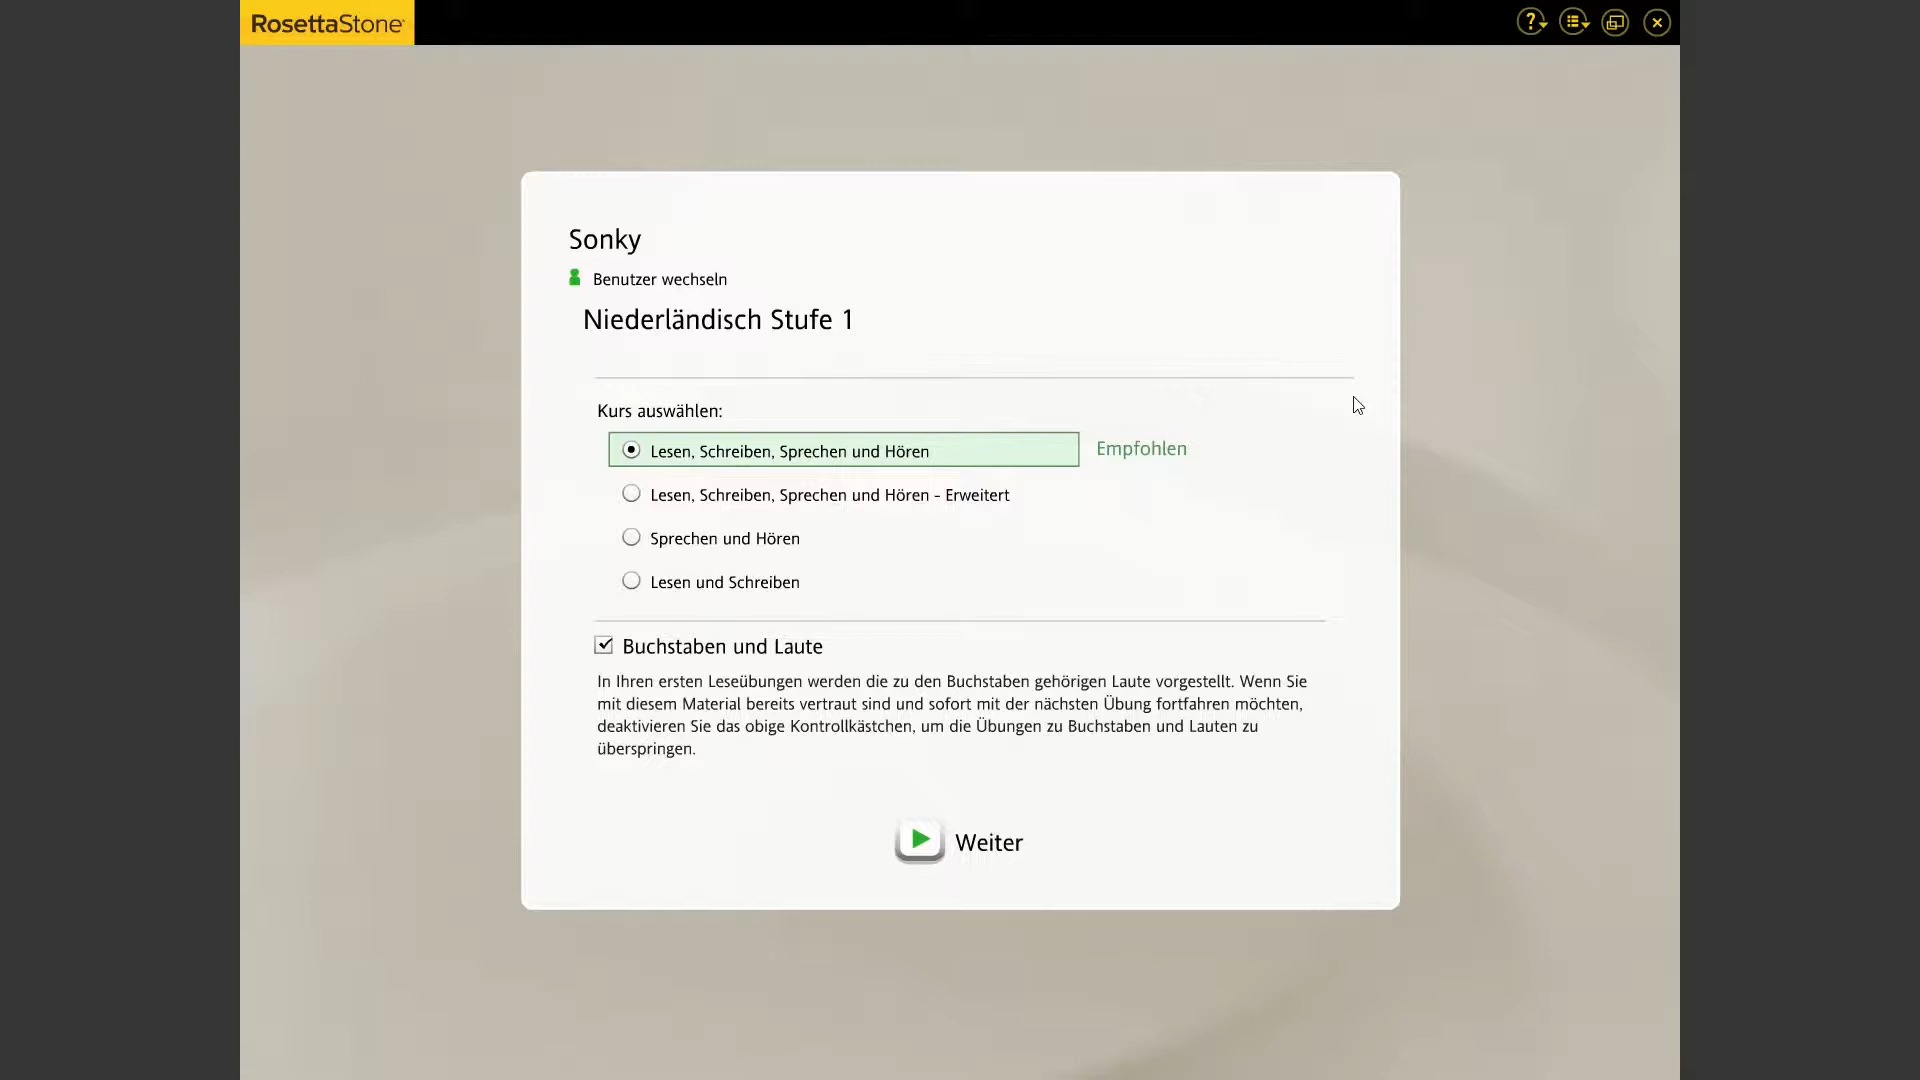 RosettaStone
Sonky
Benutzer wechseln
Niederländisch Stufe 1
Kurs auswählen:
Lesen, Schreiben, Sprechen und Hören
Empfohlen
Lesen, Schreiben, Sprechen und Hören - Erweitert
Sprechen und Hören
Lesen und Schreiben
Buchstaben und Laute
In Ihren ersten Leseübungen werden die zu den Buchstaben gehörigen Laute vorgestellt. Wenn Sie
mit diesem Material bereits vertraut sind und sofort mit der nächsten Übung fortfahren möchten,
deaktivieren Sie das obige Kontrollkästchen, um die Übungen zu Buchstaben und Lauten zu
überspringen.
Weiter